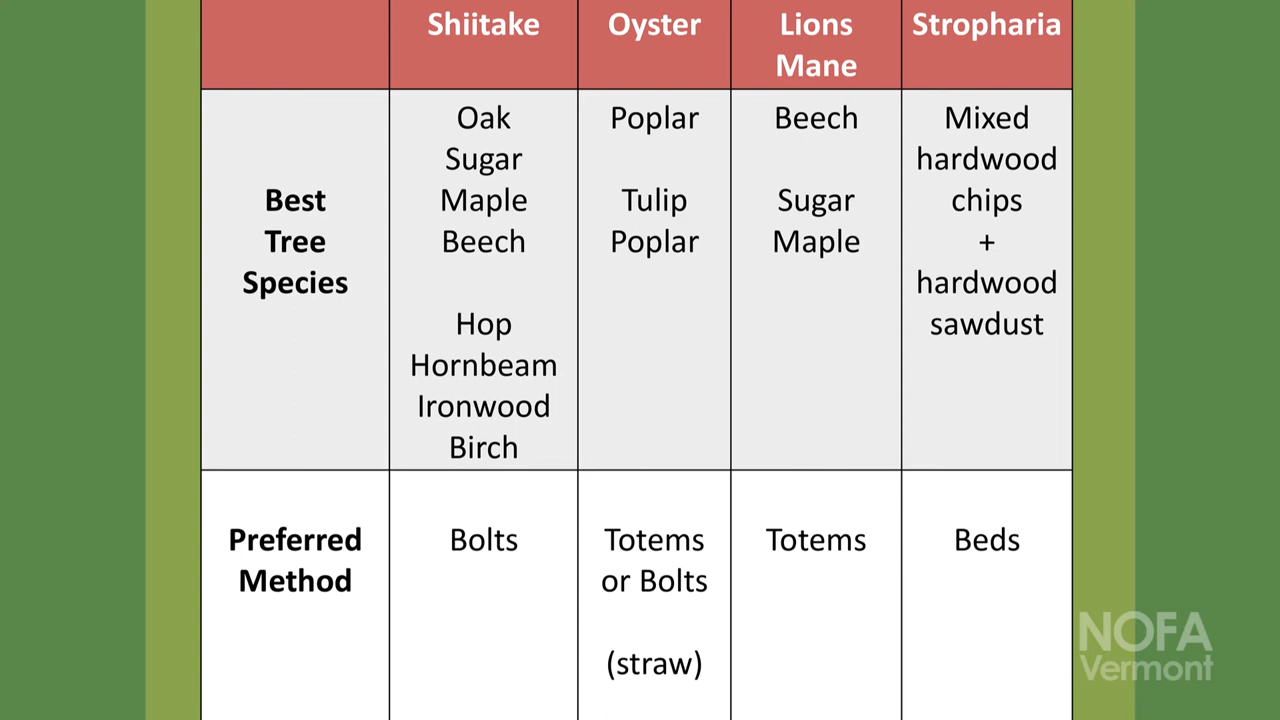 Shiitake
Oyster
Lions
Mane
Stropharia
Best
Tree
Species
Oak
Sugar
Maple
Beech
Hop
Hornbeam
Ironwood
Birch
Poplar
Tulip
Poplar
Beech
Sugar
Maple
Mixed
hardwood
chips
+
hardwood
sawdust
Preferred
Method
Bolts
Totems
or Bolts
(straw)
Totems
Beds
NOFA
Vermont